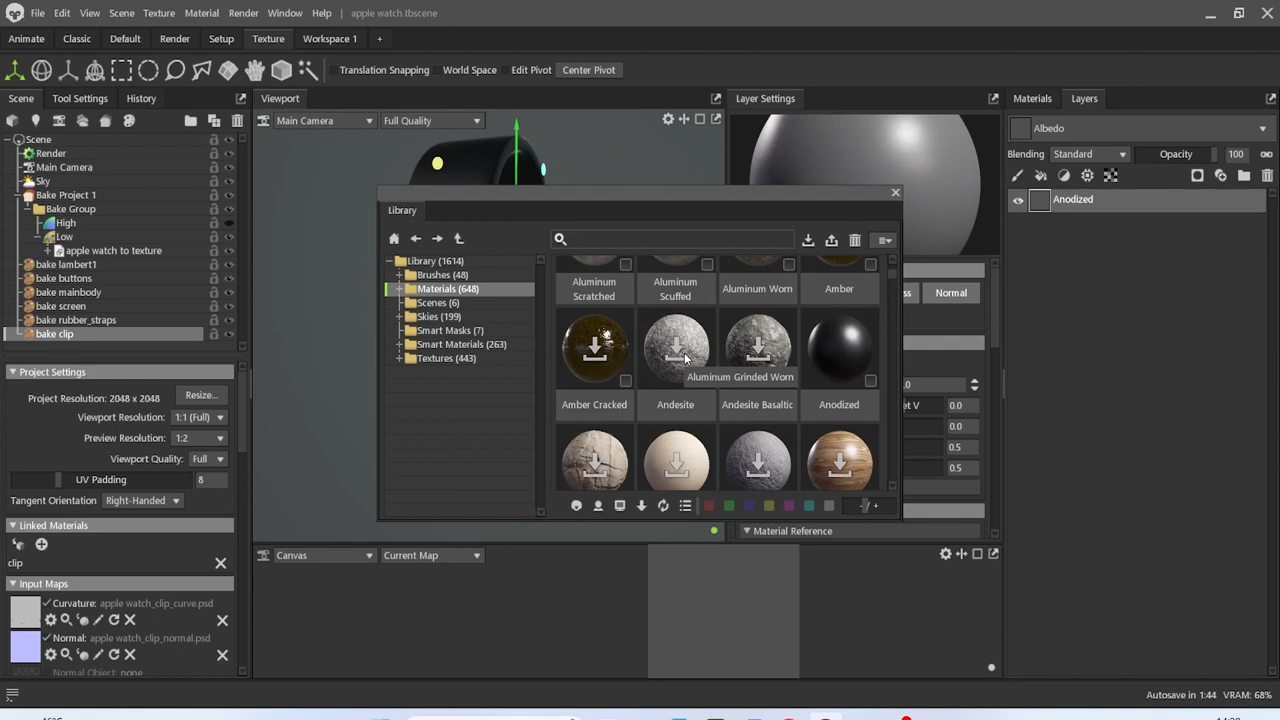 File Edit View Scene Texture Material Render Window Help apple watch.tbscene
Animate Classic Default Render Setup Texture Workspace 1 +
Translation Snapping World Space Edit Pivot Center Pivot
Scene Tool Settings History Viewport Layer Settings Materials Layers
Main Camera Full Quality
Albedo
Blending Standard Opacity 100
Anodized
Scene
Render
Main Camera
Sky
Bake Project 1
Bake Group
High
Low
apple watch to texture
bake lambert1
bake buttons
bake mainbody
bake screen
bake rubber_straps
bake clip
Library
Library (1614)
Brushes (48)
Materials (648)
Scenes (6)
Skies (199)
Smart Masks (7)
Smart Materials (263)
Textures (443)
Aluminum Scratched
Aluminum Scuffed
Aluminum Worn
Amber
Aluminum Grinded Worn
Amber Cracked
Andesite
Andesite Basaltic
Anodized
- / +
ss Normal
.0
et V 0.0
0.0
0.5
0.5
Material Reference
Project Settings
Project Resolution: 2048 x 2048 Resize...
Viewport Resolution: 1:1 (Full)
Preview Resolution: 1:2
Viewport Quality: Full
UV Padding 8
Tangent Orientation Right-Handed
Linked Materials
clip
Input Maps
Curvature: apple watch_clip_curve.psd
Normal: apple watch_clip_normal.psd
Normal Object: none
Canvas Current Map
Autosave in 1:44 VRAM: 68%